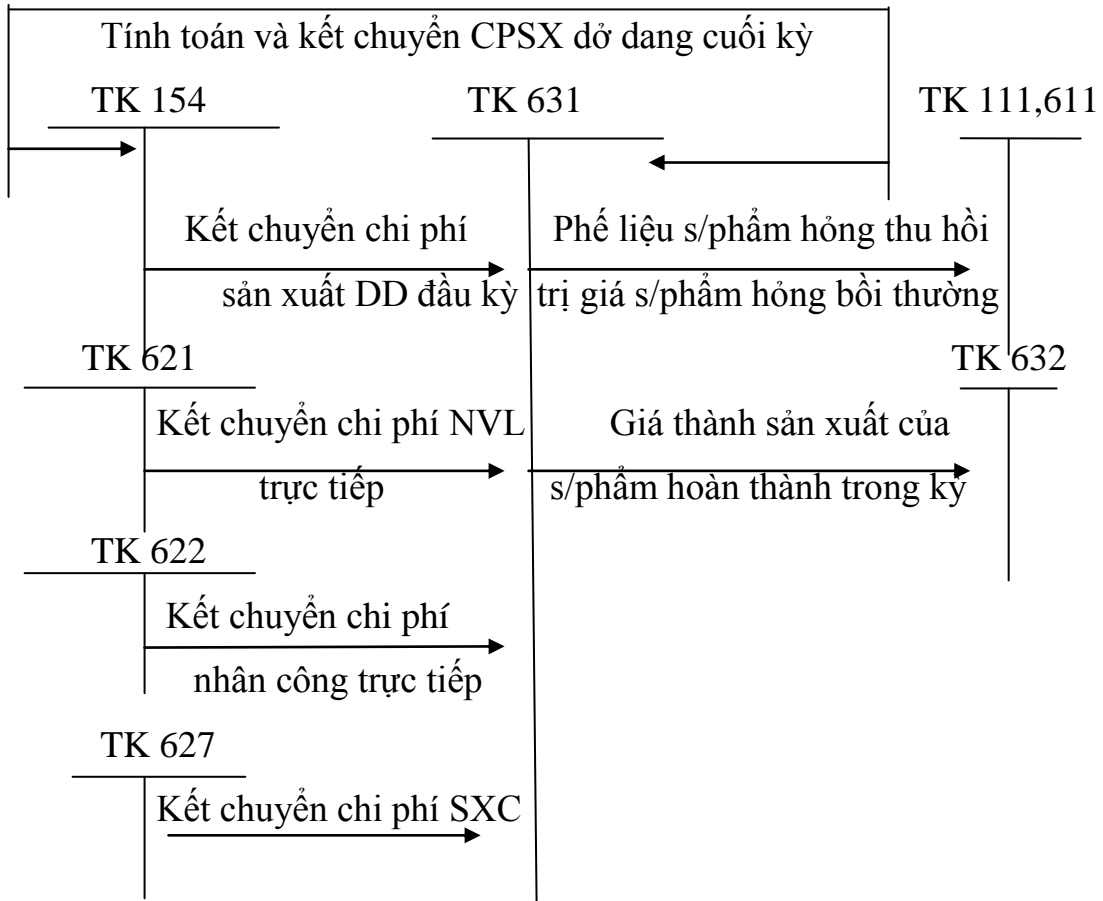 Tính toán và kết chuyển CPSX dở dang cuối kỳ
TK 154
TK 631
TK 111,611
Kết chuyển chi phí
sản xuất DD đầu kỳ
Phế liệu s/phẩm hỏng thu hồi
trị giá s/phẩm hỏng bồi thường
TK 621
TK 632
Kết chuyển chi phí NVL
trực tiếp
Giá thành sản xuất của
s/phẩm hoàn thành trong kỳ
TK 622
Kết chuyển chi phí
nhân công trực tiếp
TK 627
Kết chuyển chi phí SXC